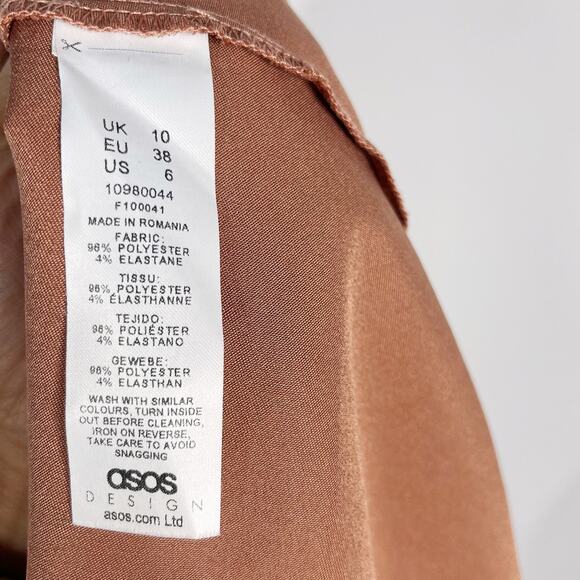 UK 10
EU 38
US 6
10980044
F100041
MADE IN ROMANIA
FABRIC:
96% POLYESTER
4% ELASTANE
TISSU:
96% POLYESTER
4% ÉLASTHANNE
TEJIDO:
96% POLIÉSTER
4% ELASTANO
GEWEBE:
96% POLYESTER
4% ELASTHAN
WASH WITH SIMILAR
COLOURS, TURN INSIDE
OUT BEFORE CLEANING,
IRON ON REVERSE,
TAKE CARE TO AVOID
SNAGGING
asos
DESIGN
asos.com Ltd